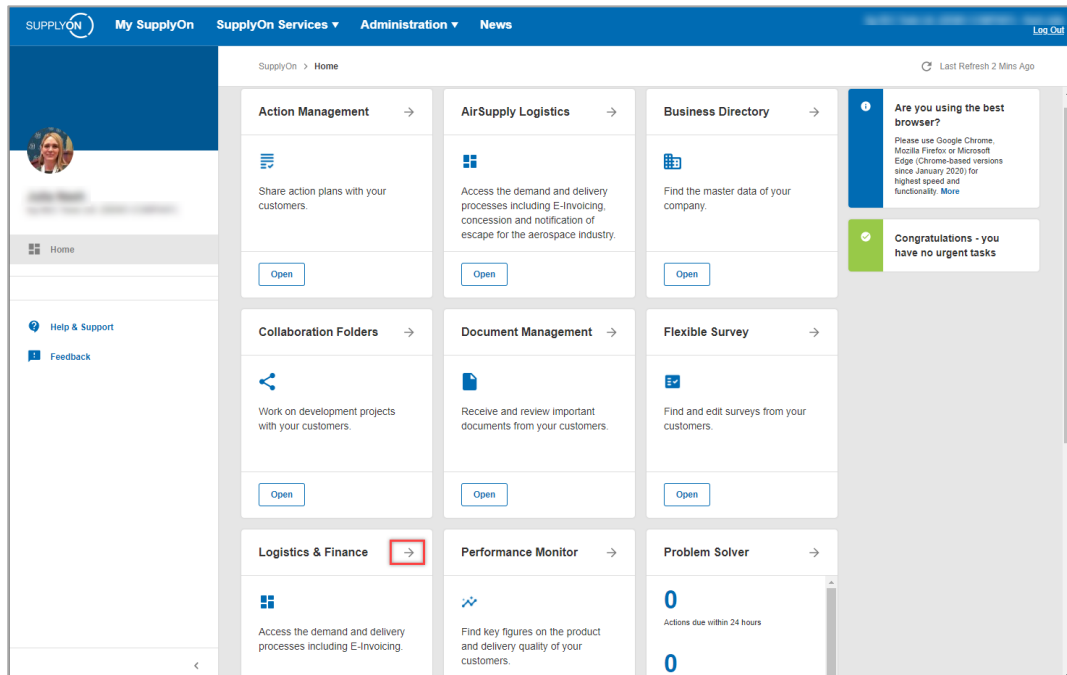 SUPPLYON
My SupplyOn
SupplyOn Services ▾
Administration ▾
News
Log Out
SupplyOn > Home
Last Refresh 2 Mins Ago
Home
Help & Support
Feedback
Action Management
Share action plans with your
customers.
Open
AirSupply Logistics
Access the demand and delivery
processes including E-Invoicing,
concession and notification of
escape for the aerospace industry.
Open
Business Directory
Find the master data of your
company.
Open
Are you using the best
browser?
Please use Google Chrome,
Mozilla Firefox or Microsoft
Edge (Chrome-based versions
since January 2020) for
highest speed and
functionality. More
Congratulations - you
have no urgent tasks
Collaboration Folders
Work on development projects
with your customers.
Open
Document Management
Receive and review important
documents from your customers.
Open
Flexible Survey
Find and edit surveys from your
customers.
Open
Logistics & Finance
Access the demand and delivery
processes including E-Invoicing.
Performance Monitor
Find key figures on the product
and delivery quality of your
customers.
Problem Solver
0
Actions due within 24 hours
0